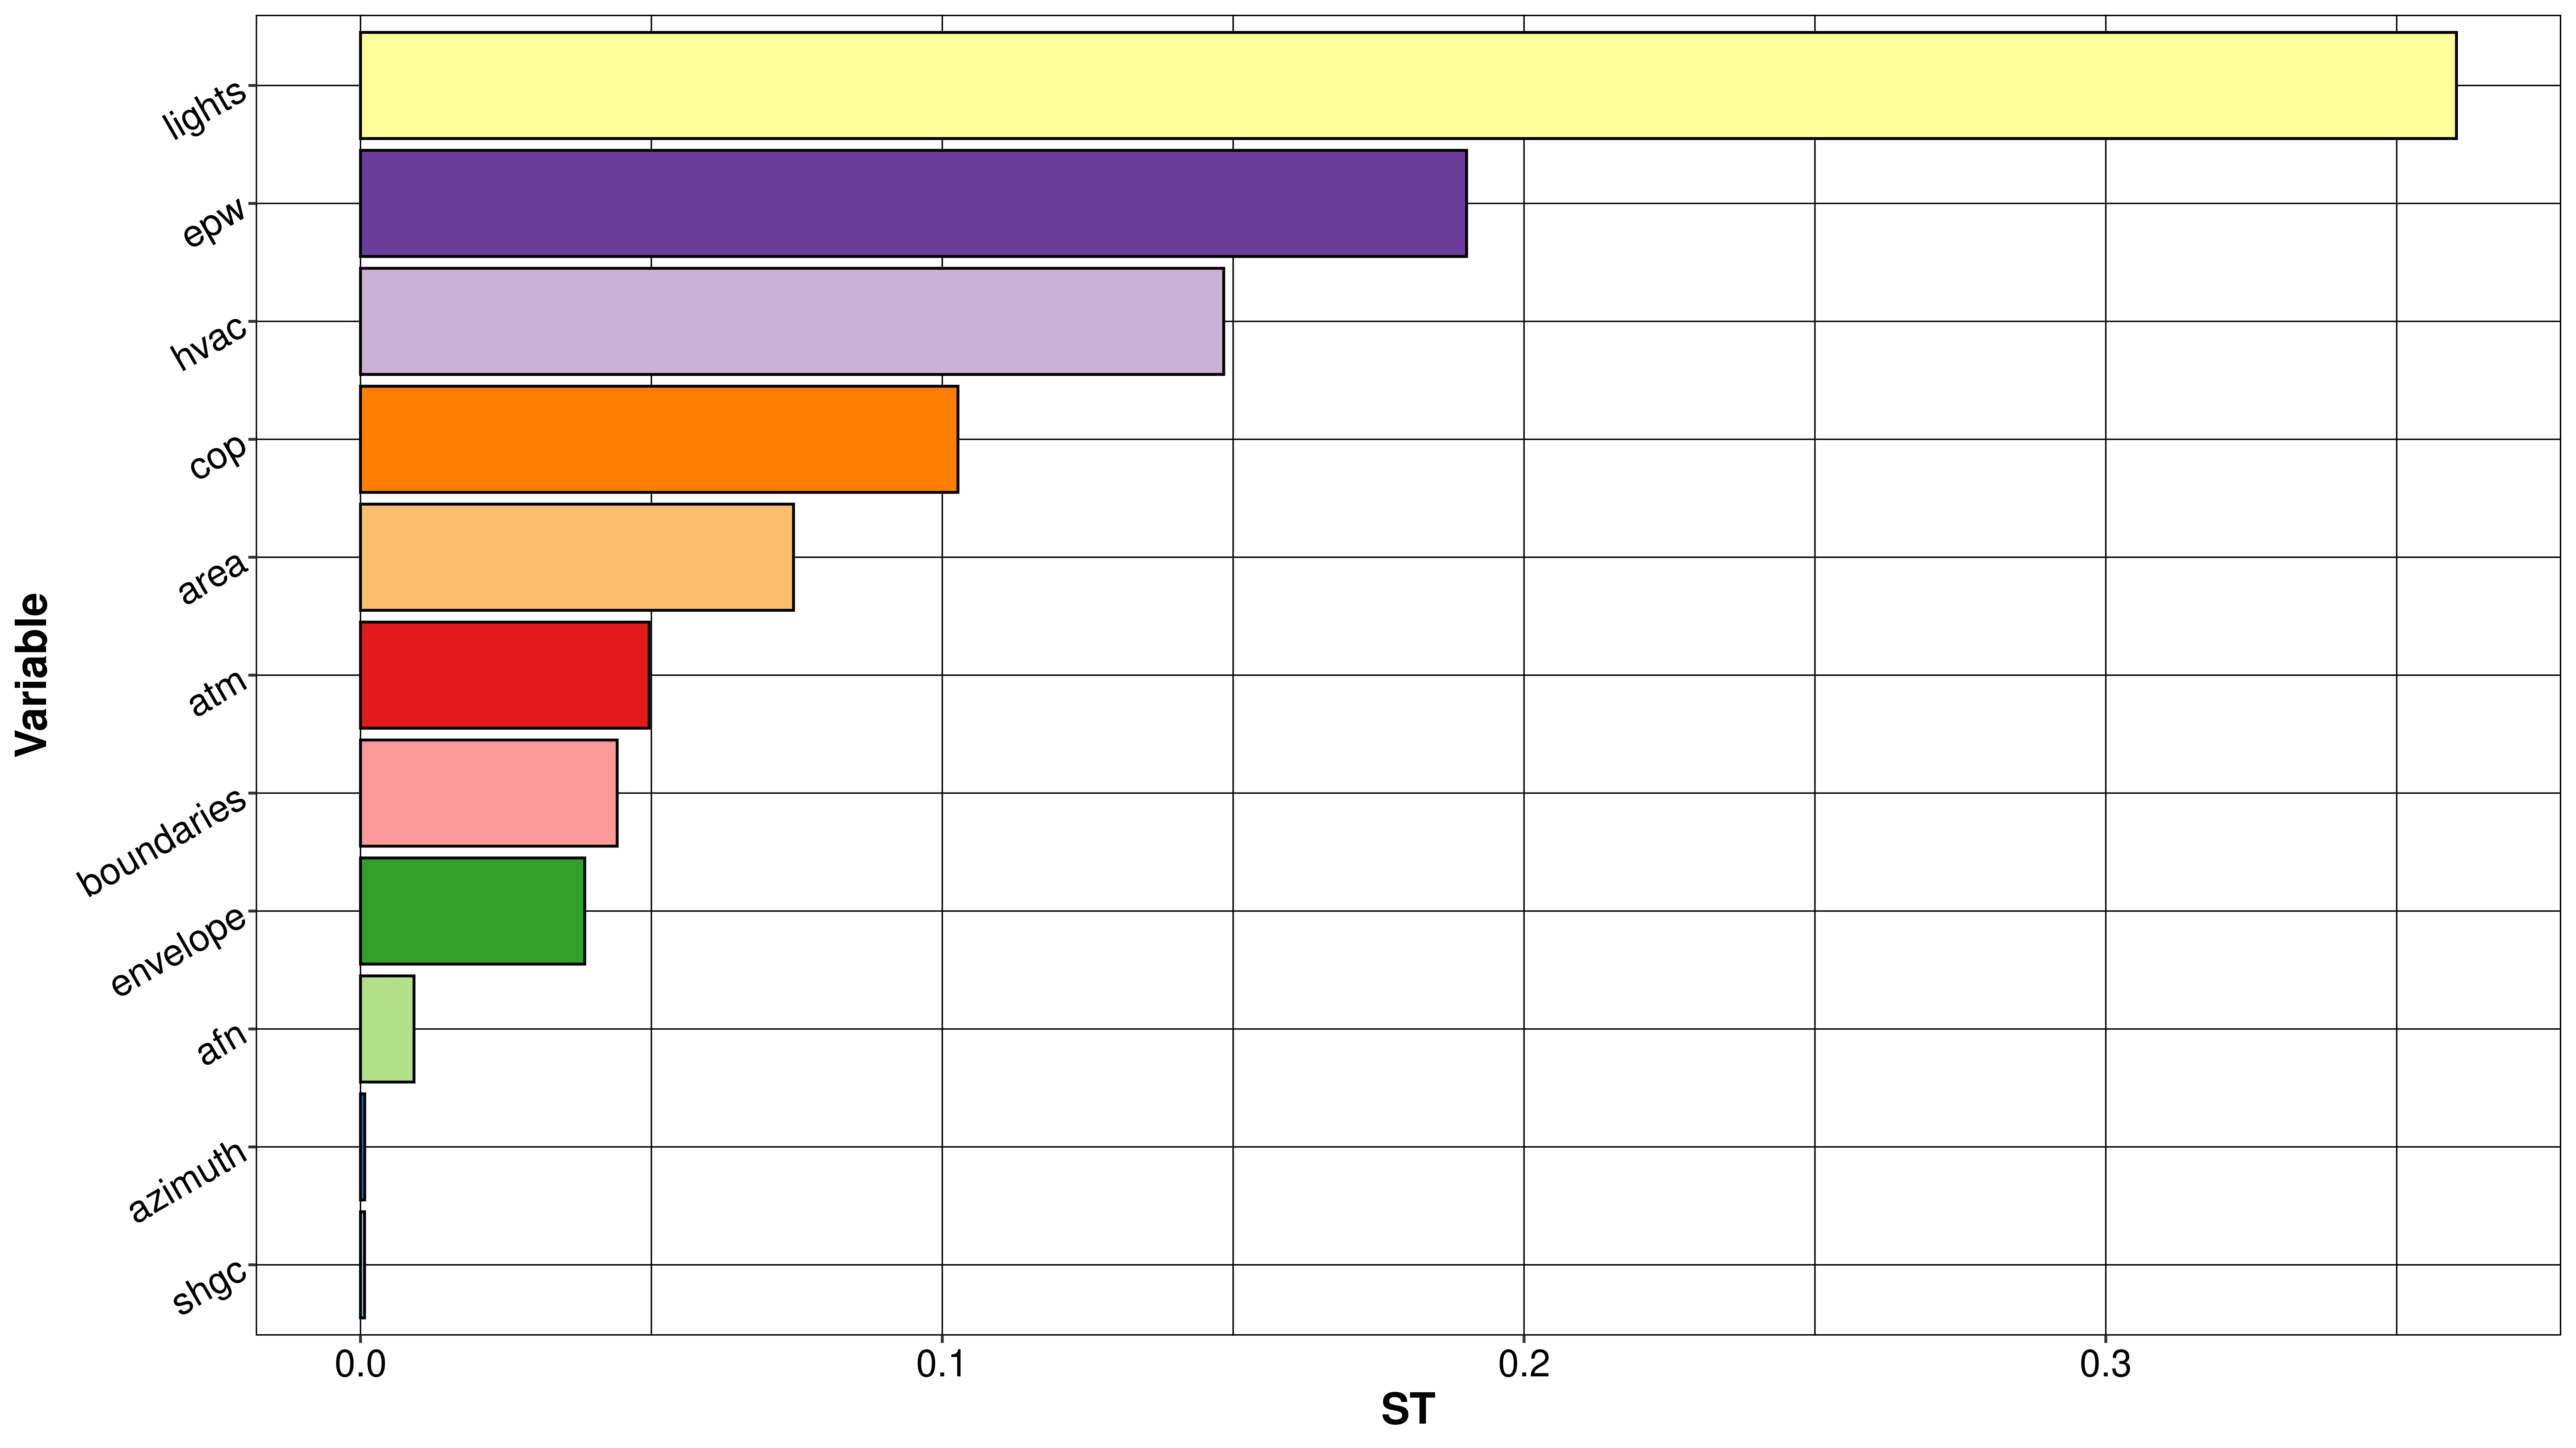 Variable
lights
epw
hvac
cop
area
atm
boundaries
envelope
afn
azimuth
shgc
0.0 0.1 0.2 0.3
ST